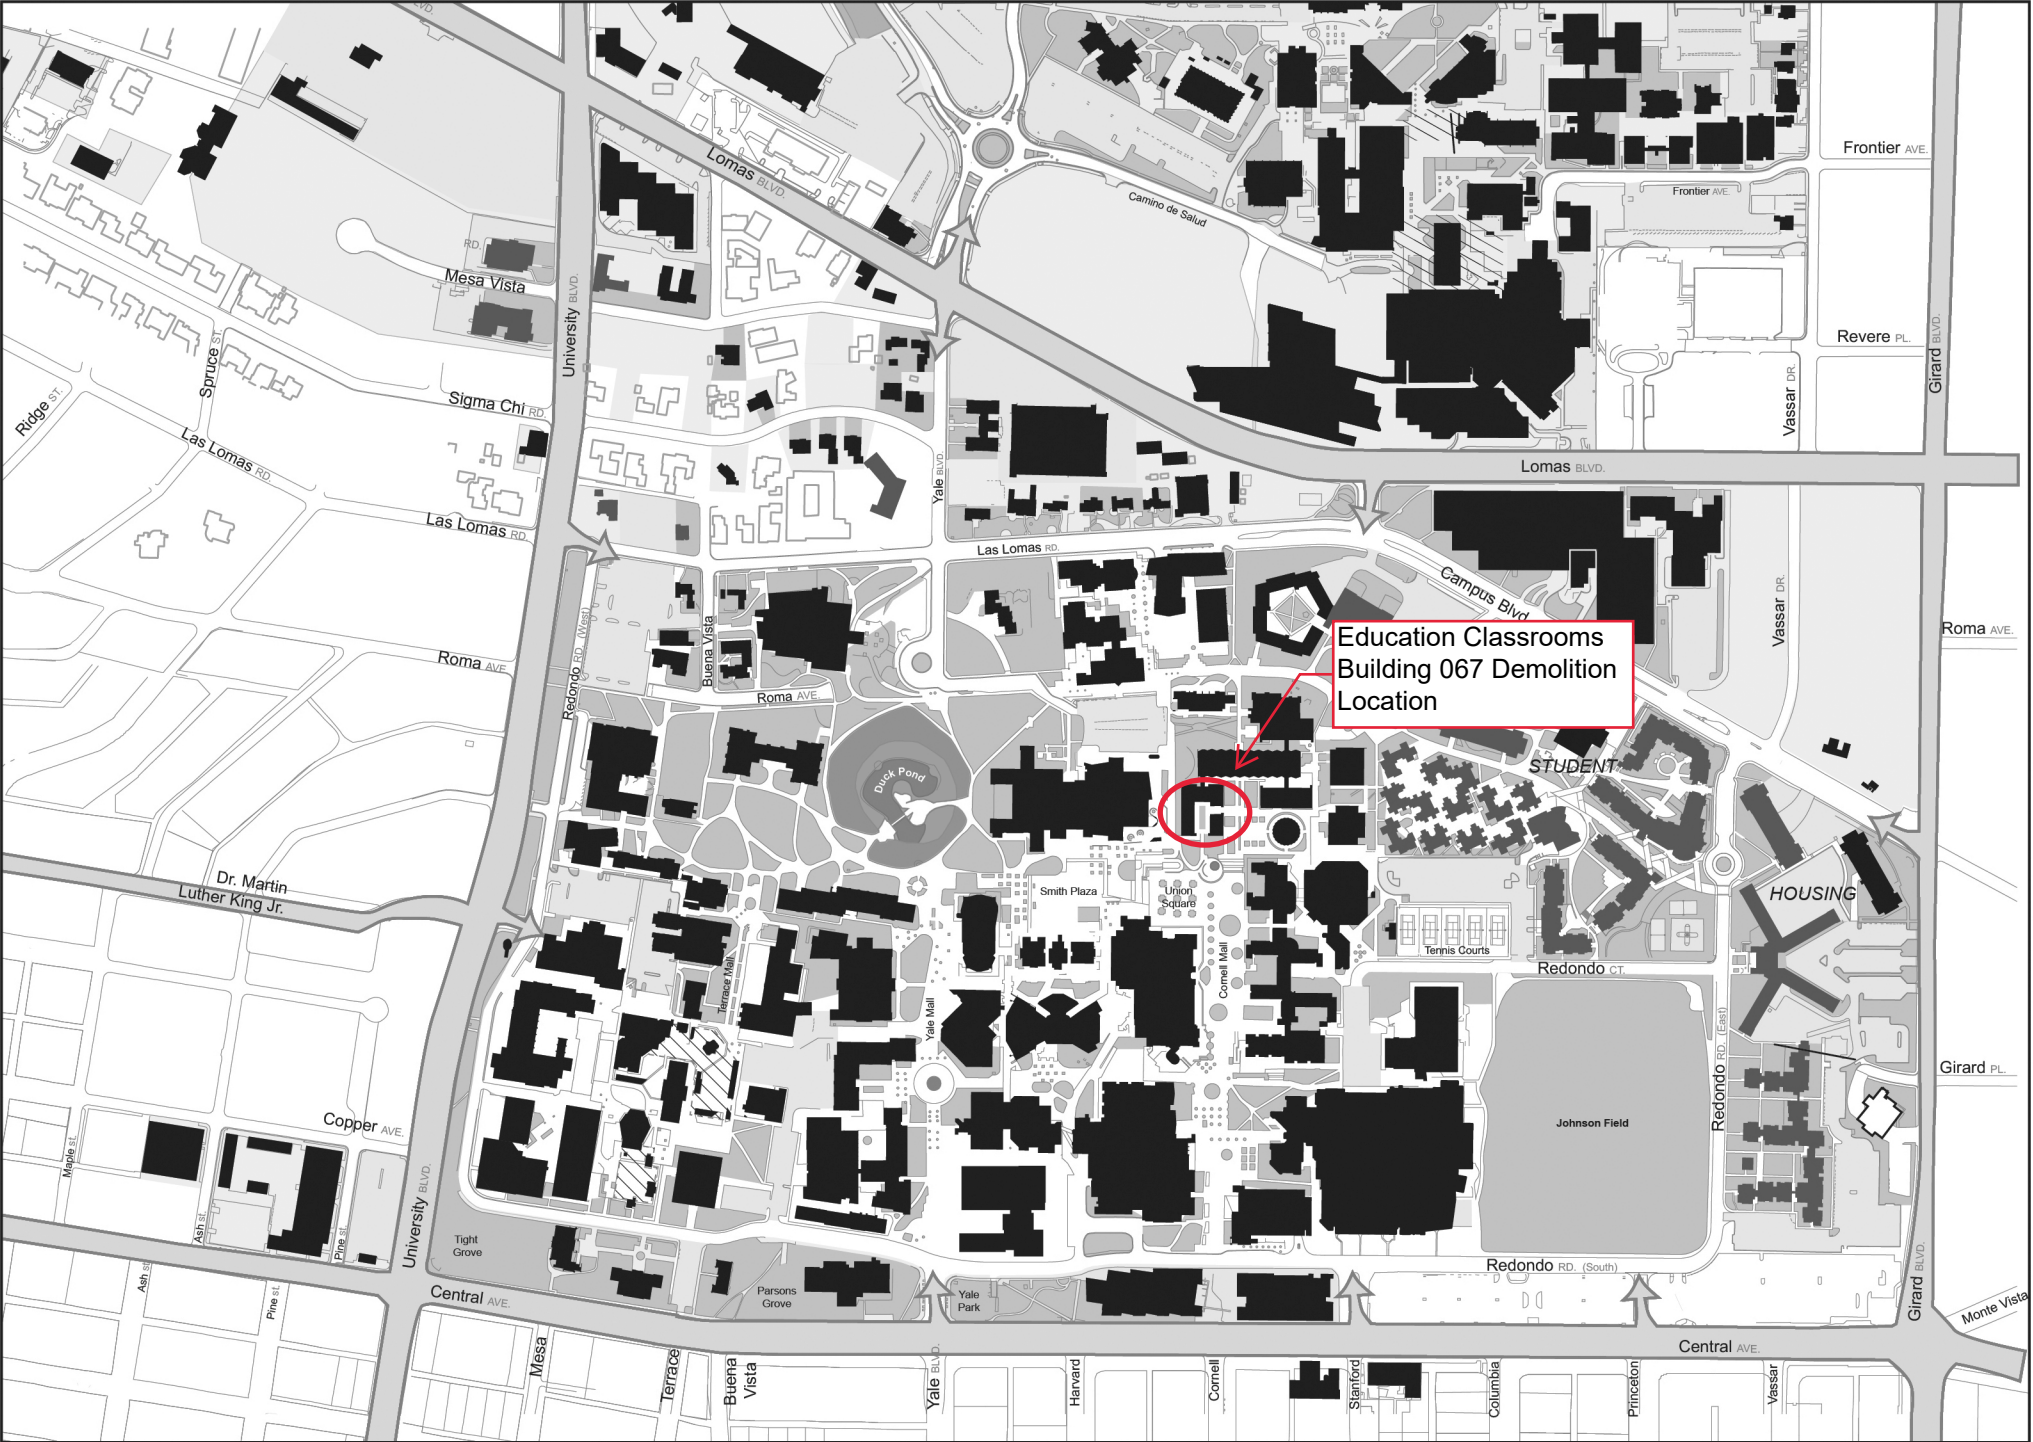 BLVD.
Lomas BLVD.
Frontier AVE.
Frontier AVE.
Camino de Salud
RD.
Mesa Vista
University BLVD.
Revere PL.
Girard BLVD.
Spruce ST.
Vassar DR.
Ridge ST.
Sigma Chi RD.
Las Lomas RD.
Lomas BLVD.
Yale BLVD.
Las Lomas RD.
Las Lomas RD.
Campus Blvd
Vassar DR.
Roma AVE.
Redondo RD. (West)
Buena Vista
Education Classrooms
Building 067 Demolition
Location
Roma AVE
Roma AVE.
Duck Pond
STUDENT
HOUSING
Dr. Martin
Luther King Jr.
Smith Plaza
Union
Square
Tennis Courts
Cornell Mall
Redondo CT.
Terrace Mall
Yale Mall
Redondo RD. (East)
Girard PL.
Johnson Field
Copper AVE.
Maple st.
University BLVD.
Ash st.
Pine st.
Tight
Grove
Redondo RD. (South)
Girard BLVD.
Ash st.
Pine st.
Central AVE.
Parsons
Grove
Yale
Park
Monte Vista
Central AVE.
Mesa
Terrace
Buena
Vista
Yale BLVD.
Harvard
Cornell
Stanford
Columbia
Princeton
Vassar